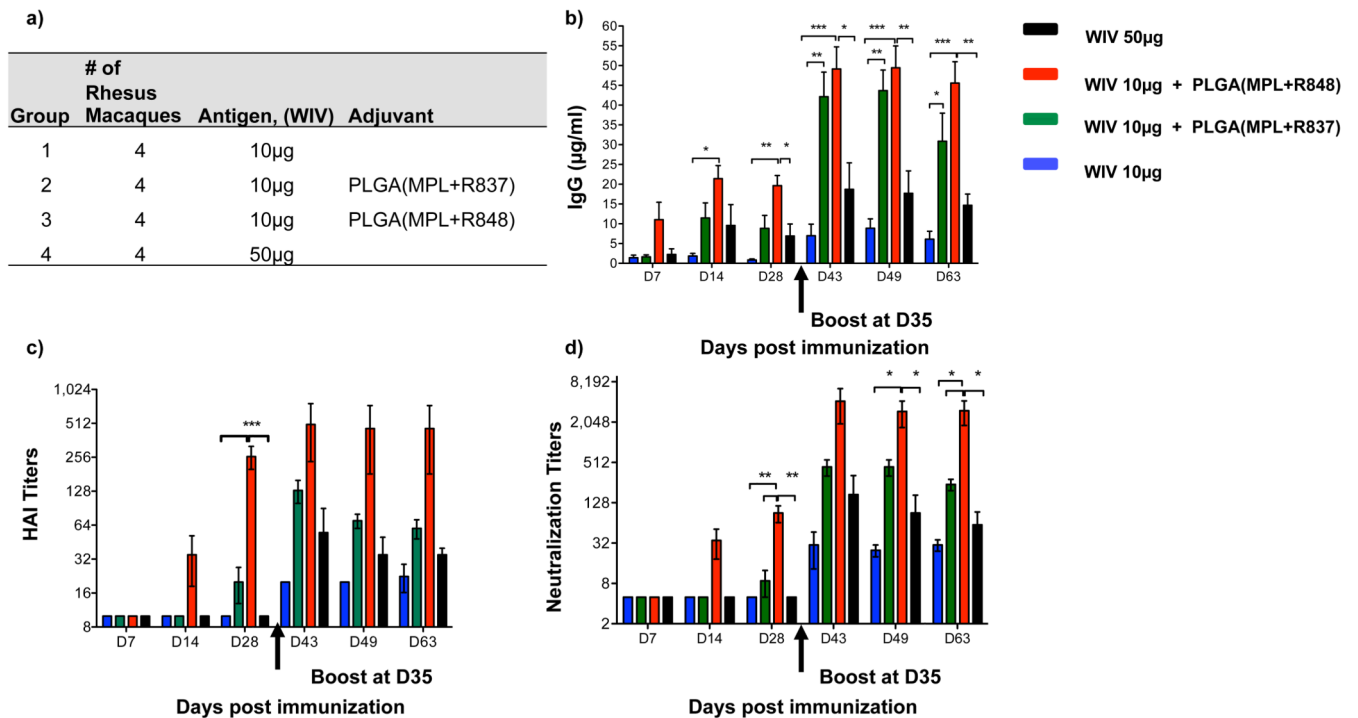 a)
# of
Rhesus
Group Macaques Antigen, (WIV) Adjuvant
1 4 10µg
2 4 10µg PLGA(MPL+R837)
3 4 10µg PLGA(MPL+R848)
4 4 50µg
b)
IgG (µg/ml)
60
55
50
45
40
35
30
25
20
15
10
5
0
* ** * *** * ** *** ** ** *** ** *
D7 D14 D28 D43 D49 D63
Boost at D35
Days post immunization
WIV 50µg
WIV 10µg + PLGA(MPL+R848)
WIV 10µg + PLGA(MPL+R837)
WIV 10µg
c)
HAI Titers
1,024
512
256
128
64
32
16
8
***
D7 D14 D28 D43 D49 D63
Boost at D35
Days post immunization
d)
Neutralization Titers
8,192
2,048
512
128
32
8
2
** ** * * * *
D7 D14 D28 D43 D49 D63
Boost at D35
Days post immunization